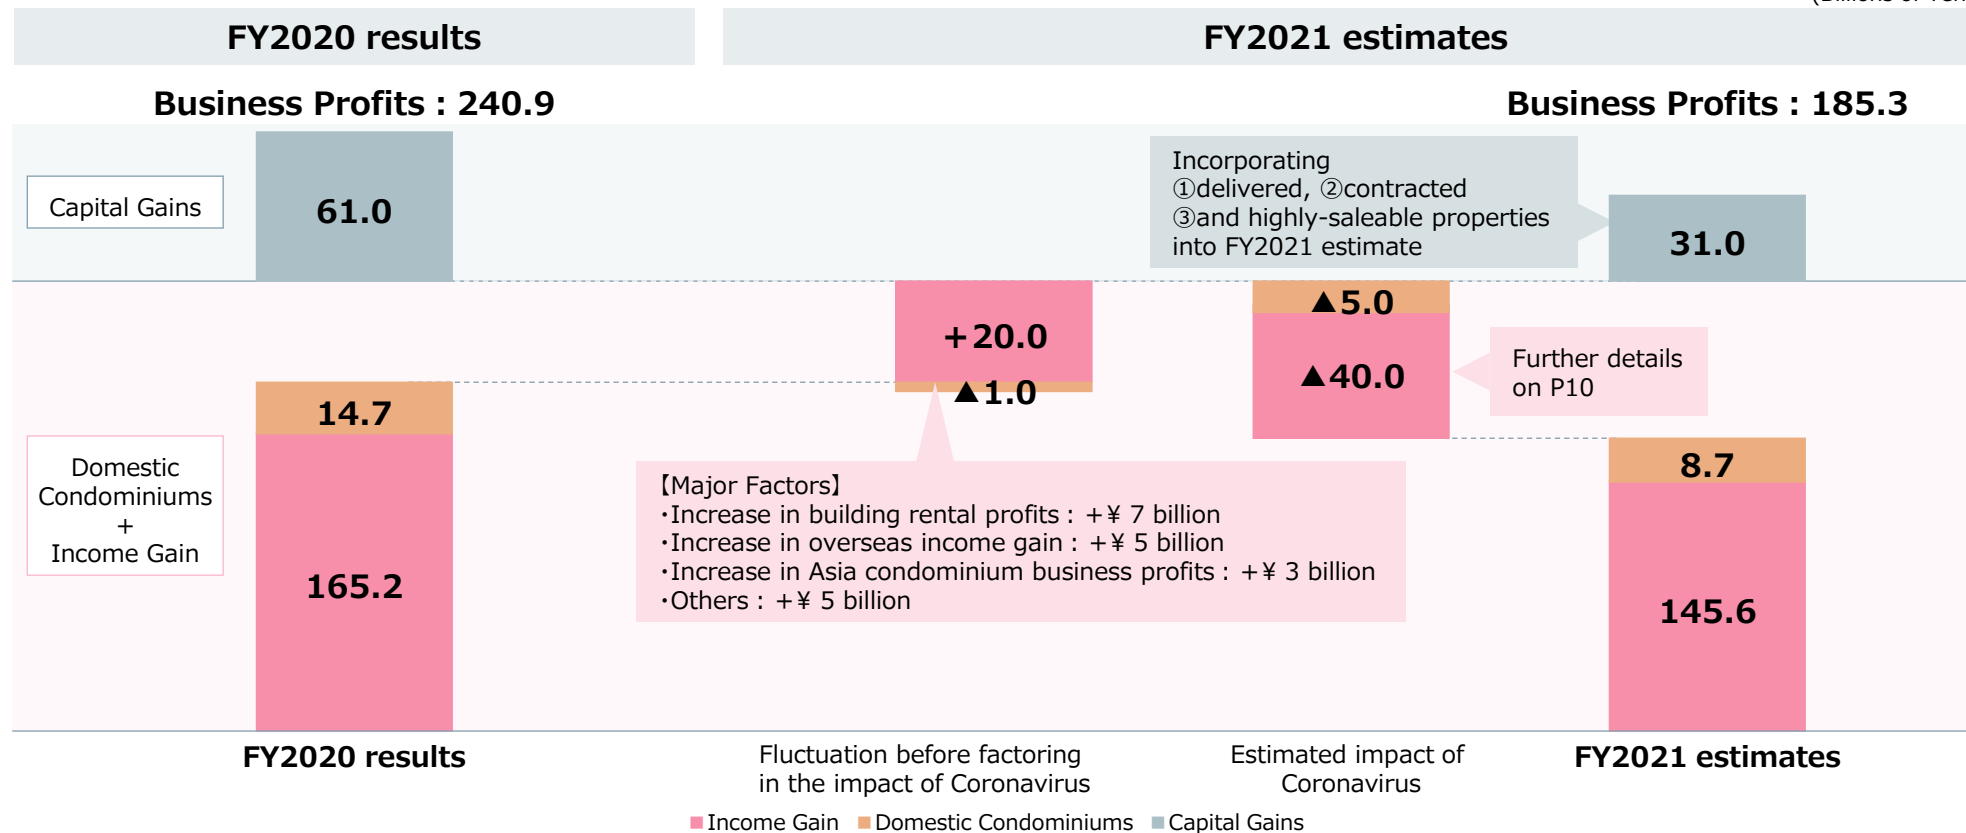 FY2020 results
FY2021 estimates
Business Profits : 240.9
Business Profits : 185.3
Capital Gains
61.0
Incorporating
①delivered, ②contracted
③and highly-saleable properties
into FY2021 estimate
31.0
Domestic
Condominiums
+
Income Gain
14.7
165.2
+20.0
▲1.0
【Major Factors】
・Increase in building rental profits : +¥ 7 billion
・Increase in overseas income gain : +¥ 5 billion
・Increase in Asia condominium business profits : +¥ 3 billion
・Others : +¥ 5 billion
▲5.0
▲40.0
Further details
on P10
8.7
145.6
FY2020 results
Fluctuation before factoring
in the impact of Coronavirus
Estimated impact of
Coronavirus
FY2021 estimates
Income Gain
Domestic Condominiums
Capital Gains